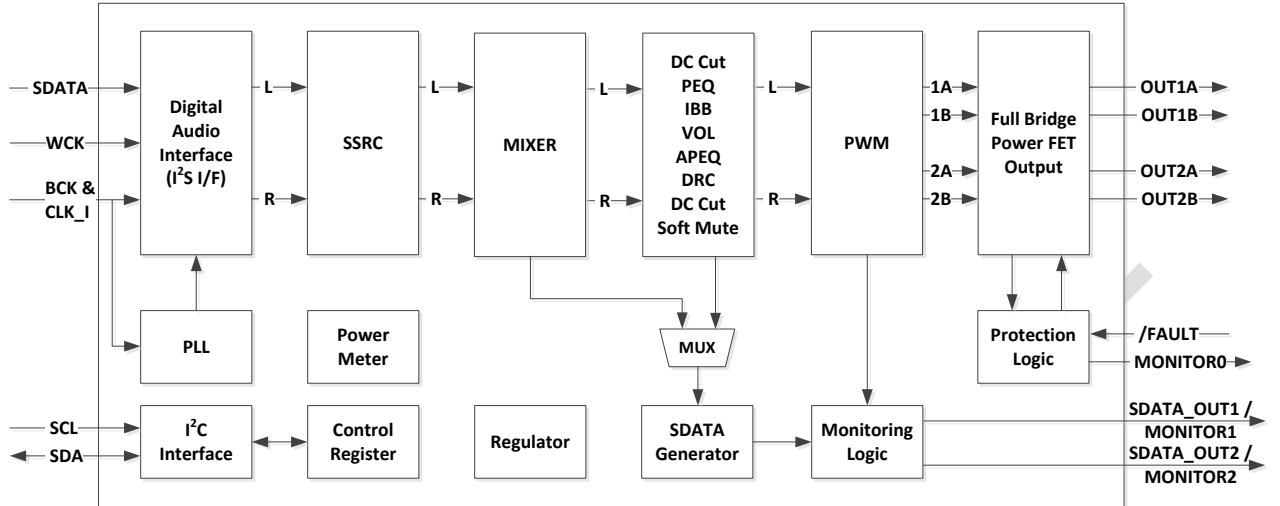 SDATA
WCK
BCK &
CLK_I
Digital
Audio
Interface
(I²S I/F)
L
R
SSRC
L
R
MIXER
L
R
DC Cut
PEQ
IBB
VOL
APEQ
DRC
DC Cut
Soft Mute
L
R
PWM
1A
1B
2A
2B
Full Bridge
Power FET
Output
OUT1A
OUT1B
OUT2A
OUT2B
PLL
Power
Meter
MUX
Protection
Logic
/FAULT
MONITOR0
SCL
SDA
I²C
Interface
Control
Register
Regulator
SDATA
Generator
Monitoring
Logic
SDATA_OUT1 /
MONITOR1
SDATA_OUT2 /
MONITOR2